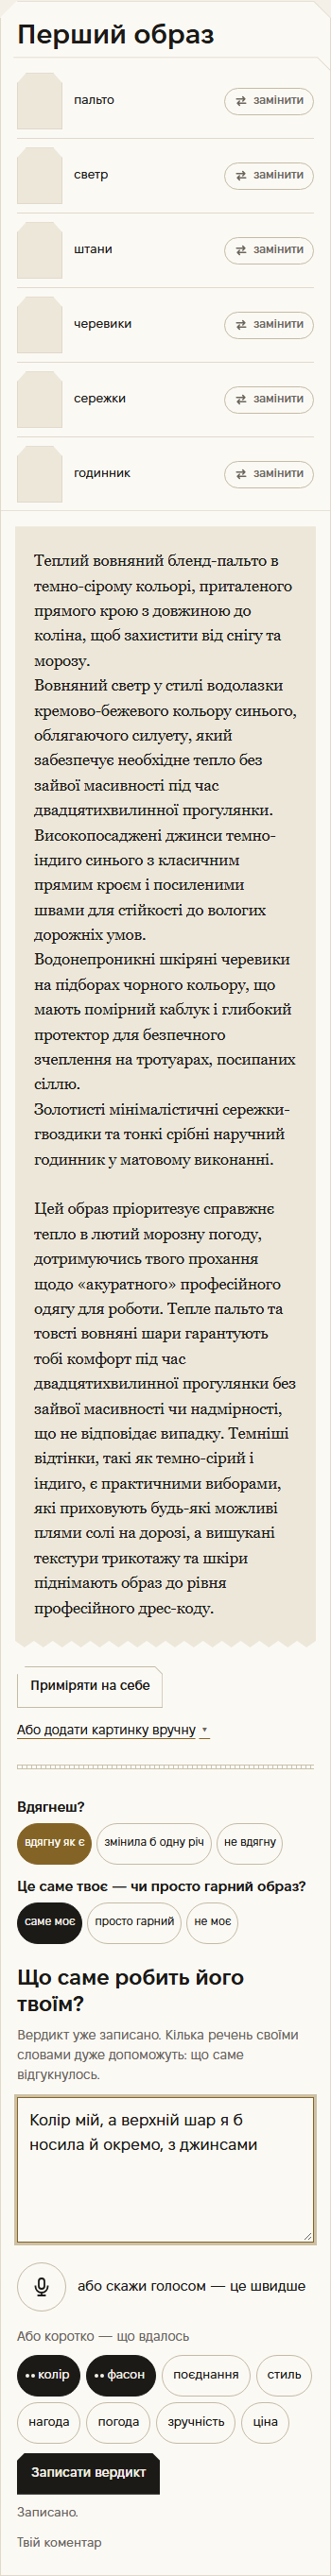 Перший образ
пальто
замінити
светр
замінити
штани
замінити
черевики
замінити
сережки
замінити
годинник
замінити
Теплий вовняний бленд-пальто в
темно-сірому кольорі, приталеного
прямого крою з довжиною до
коліна, щоб захистити від снігу та
морозу.
Вовняний светр у стилі водолазки
кремово-бежевого кольору синього,
облягаючого силуету, який
забезпечує необхідне тепло без
зайвої масивності під час
двадцятихвилинної прогулянки.
Високопосаджені джинси темно-
індиго синього з класичним
прямим кроєм і посиленими
швами для стійкості до вологих
дорожніх умов.
Водонепроникні шкіряні черевики
на підборах чорного кольору, що
мають помірний каблук і глибокий
протектор для безпечного
зчеплення на тротуарах, посипаних
сіллю.
Золотисті мінімалістичні сережки-
гвоздики та тонкі срібні наручний
годинник у матовому виконанні.
Цей образ пріоритезує справжнє
тепло в лютий морозну погоду,
дотримуючись твого прохання
щодо «акуратного» професійного
одягу для роботи. Тепле пальто та
товсті вовняні шари гарантують
тобі комфорт під час
двадцятихвилинної прогулянки без
зайвої масивності чи надмірності,
що не відповідає випадку. Темніші
відтінки, такі як темно-сірий і
індиго, є практичними виборами,
які приховують будь-які можливі
плями солі на дорозі, а вишукані
текстури трикотажу та шкіри
піднімають образ до рівня
професійного дрес-коду.
Приміряти на себе
Або додати картинку вручну
Вдягнеш?
вдягну як є
змінила б одну річ
не вдягну
Це саме твоє — чи просто гарний образ?
саме моє
просто гарний
не моє
Що саме робить його
твоїм?
Вердикт уже записано. Кілька речень своїми
словами дуже допоможуть: що саме
відгукнулось.
Колір мій, а верхній шар я б
носила й окремо, з джинсами
або скажи голосом — це швидше
Або коротко — що вдалось
колір
фасон
поєднання
стиль
нагода
погода
зручність
ціна
Записати вердикт
Записано.
Твій коментар